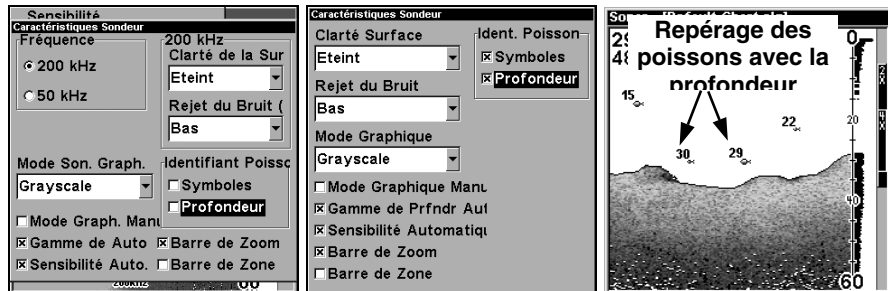 Sensibilité
Caractéristiques Sondeur
Fréquence
200 kHz
50 kHz
200 kHz
Clarté de la Sur
Eteint
Rejet du Bruit (
Bas
Mode Son. Graph.
Grayscale
Identifiant Poisso
Symboles
Profondeur
Mode Graph. Manu
Gamme de Auto
Barre de Zoom
Sensibilité Auto.
Barre de Zone
200kHz
Caractéristiques Sondeur
Clarté Surface
Eteint
Ident. Poisson
Symboles
Profondeur
Rejet du Bruit
Bas
Mode Graphique
Grayscale
Mode Graphique Manu
Gamme de Prfndr Aut
Sensibilité Automatiqu
Barre de Zoom
Barre de Zone
Repérage des
poissons avec la
profondeur
0
15
22
20
30
29
40
60